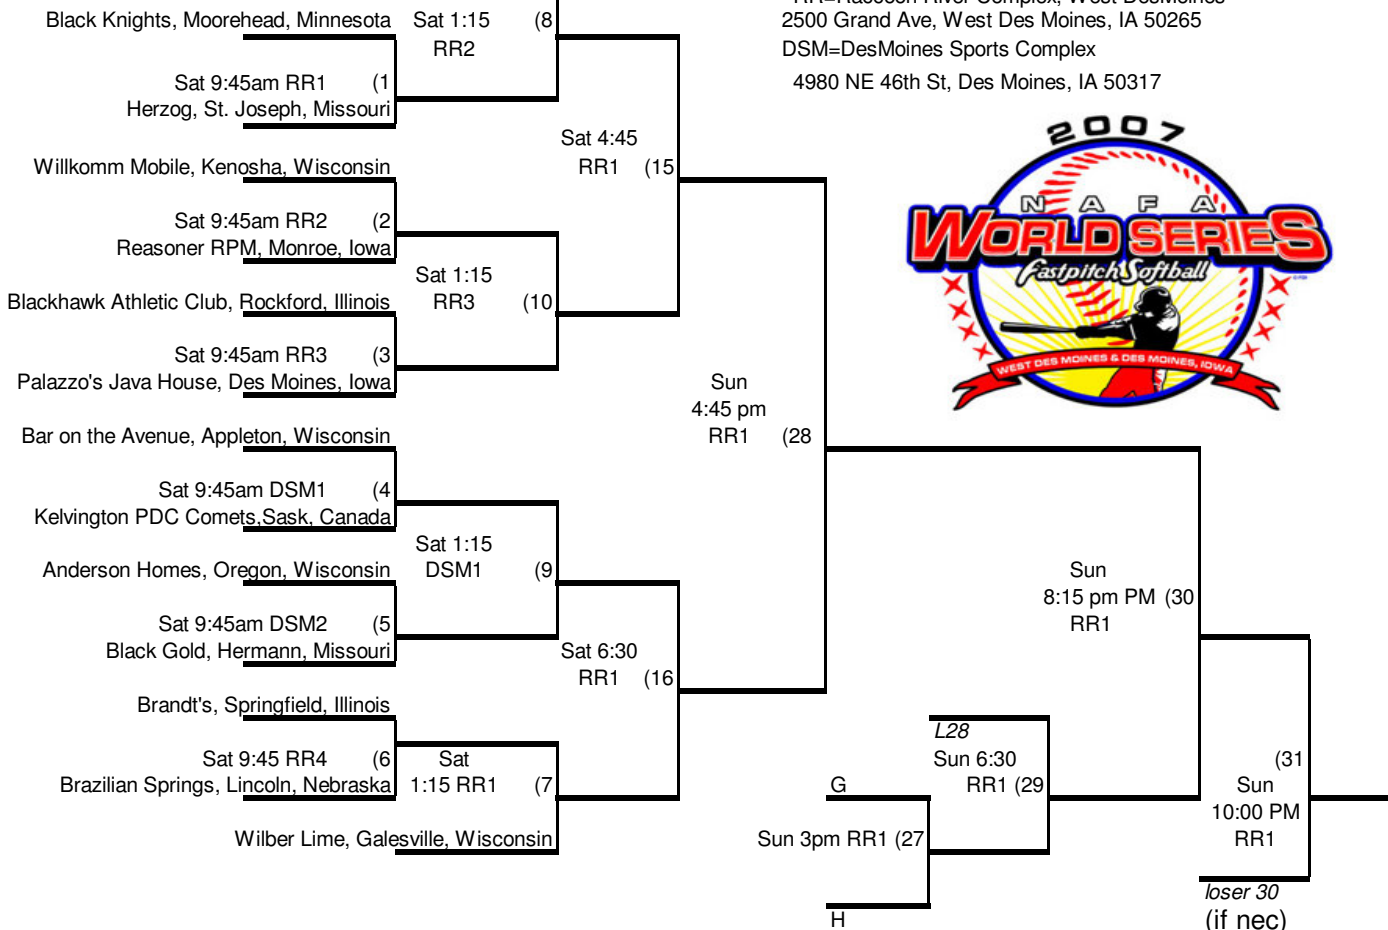 RR=Raccoon River Complex, West DesMoines
2500 Grand Ave, West Des Moines, IA 50265
DSM=DesMoines Sports Complex
4980 NE 46th St, Des Moines, IA 50317
2007
NAFA
WORLD SERIES
Fastpitch Softball
WEST DES MOINES & DES MOINES, IOWA
Black Knights, Moorehead, Minnesota
Sat 1:15 (8
RR2
Sat 9:45am RR1 (1
Herzog, St. Joseph, Missouri
Sat 4:45
RR1 (15
Willkomm Mobile, Kenosha, Wisconsin
Sat 9:45am RR2 (2
Reasoner RPM, Monroe, Iowa
Sat 1:15
RR3 (10
Blackhawk Athletic Club, Rockford, Illinois
Sat 9:45am RR3 (3
Palazzo's Java House, Des Moines, Iowa
Sun
4:45 pm
RR1 (28
Bar on the Avenue, Appleton, Wisconsin
Sat 9:45am DSM1 (4
Kelvington PDC Comets,Sask, Canada
Sat 1:15
DSM1 (9
Anderson Homes, Oregon, Wisconsin
Sat 9:45am DSM2 (5
Black Gold, Hermann, Missouri
Sat 6:30
RR1 (16
Sun
8:15 pm PM (30
RR1
Brandt's, Springfield, Illinois
Sat 9:45 RR4 (6
Brazilian Springs, Lincoln, Nebraska
Sat
1:15 RR1 (7
Wilber Lime, Galesville, Wisconsin
L28
Sun 6:30
RR1 (29
G
Sun 3pm RR1 (27
H
(31
Sun
10:00 PM
RR1
loser 30
(if nec)